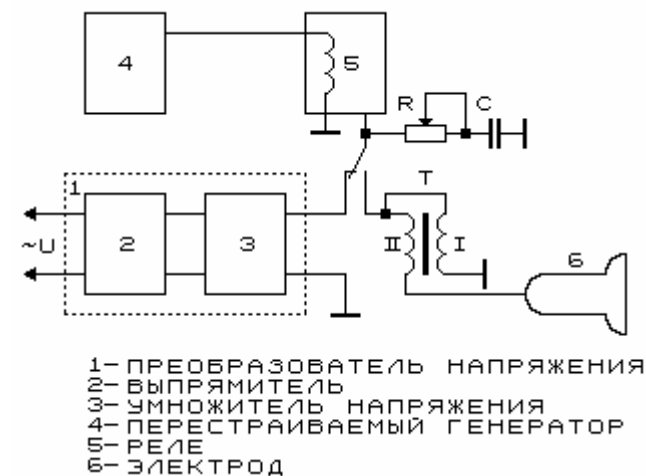 4
5
R
C
1
T
~U
2
3
II
I
6
1- ПРЕОБРАЗОВАТЕЛЬ НАПРЯЖЕНИЯ
2- ВЫПРЯМИТЕЛЬ
3- УМНОЖИТЕЛЬ НАПРЯЖЕНИЯ
4- ПЕРЕСТРАИВАЕМЫЙ ГЕНЕРАТОР
5- РЕЛЕ
6- ЭЛЕКТРОД